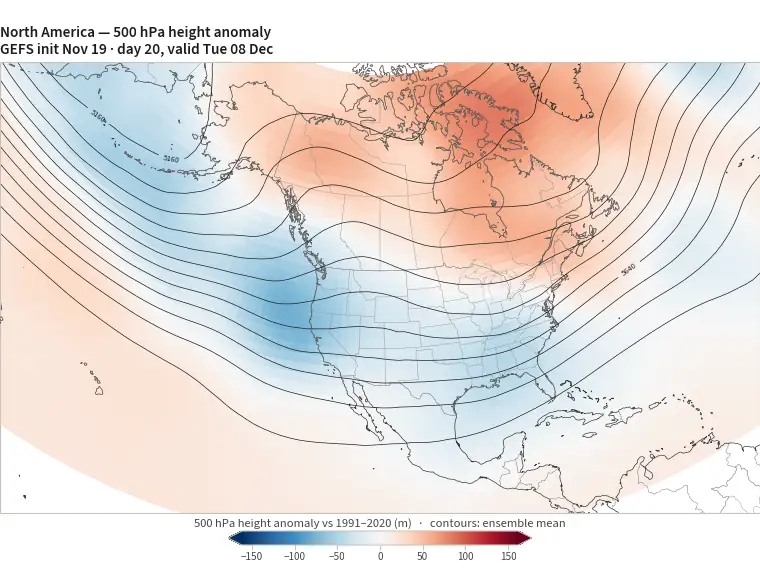 North America — 500 hPa height anomaly
GEFS init Nov 19 · day 20, valid Tue 08 Dec
5160
5160
5640
500 hPa height anomaly vs 1991–2020 (m) · contours: ensemble mean
−150 −100 −50 0 50 100 150